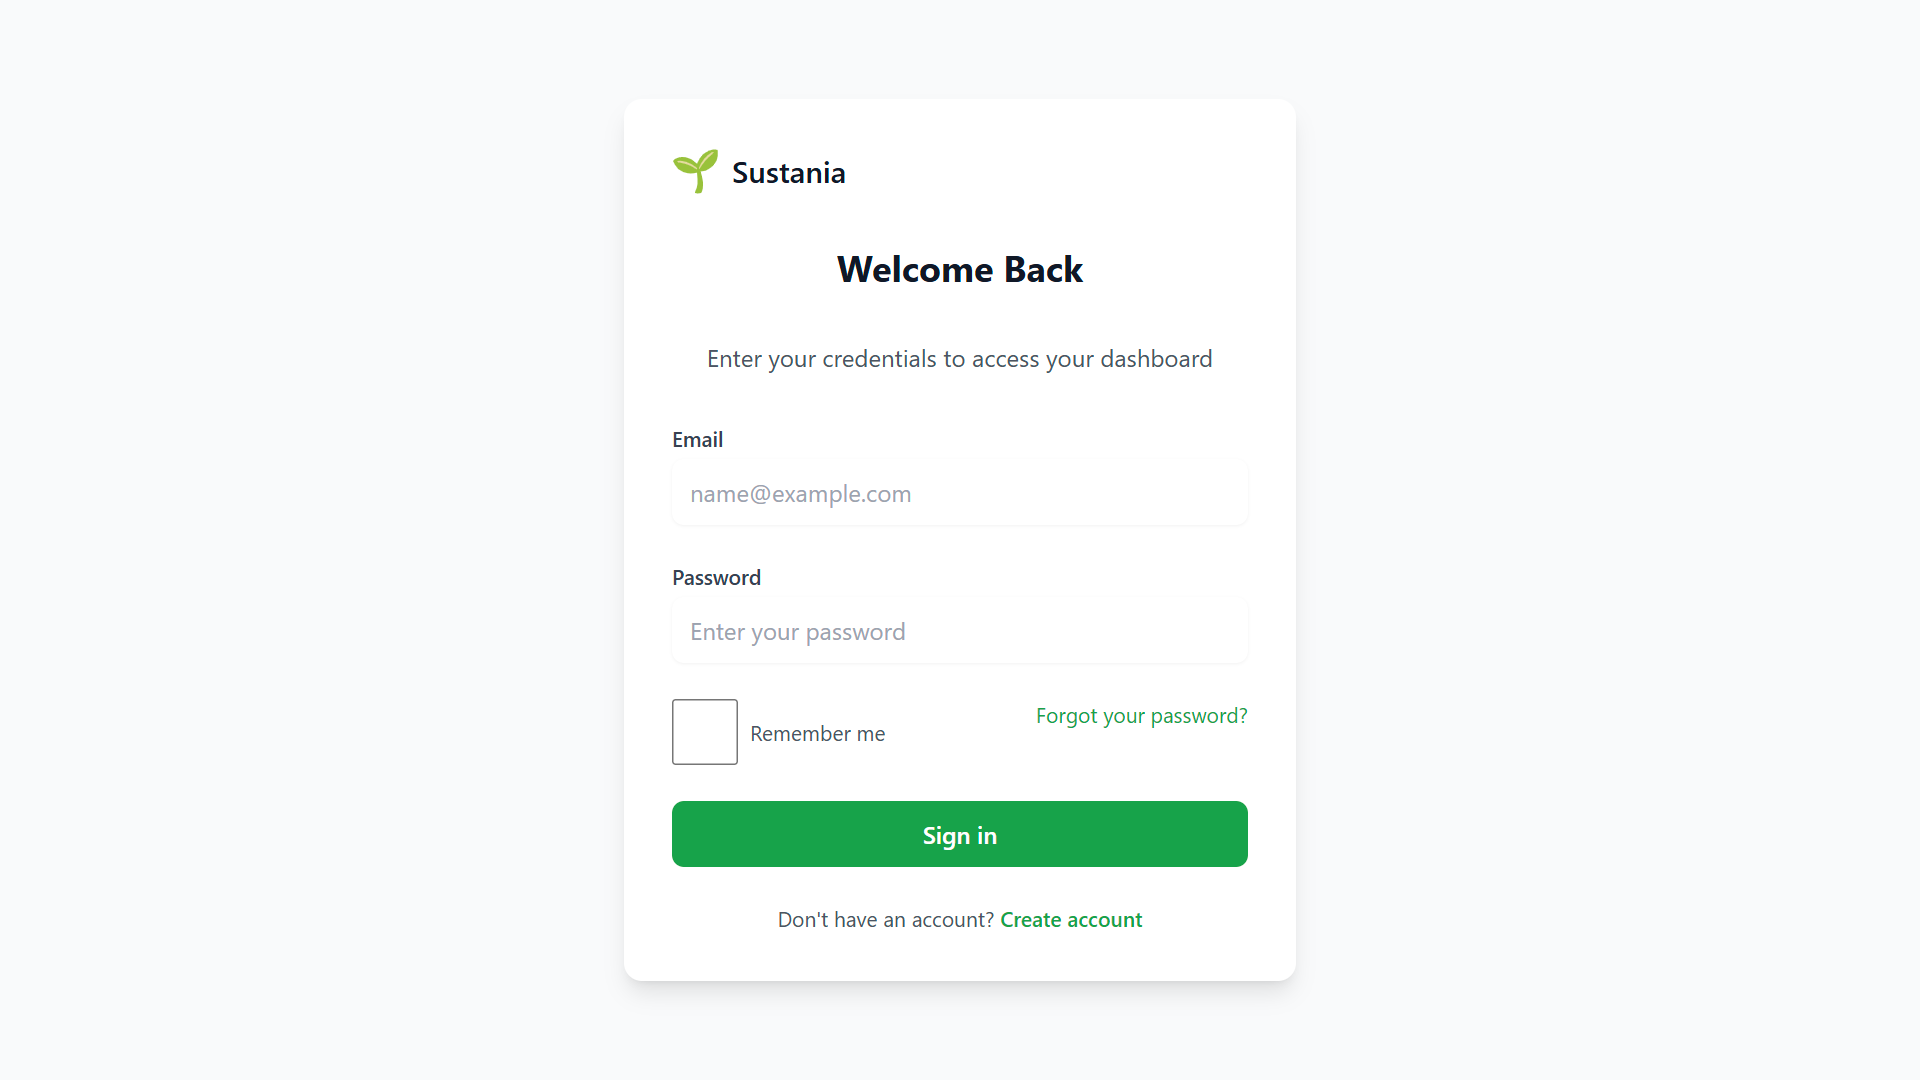 Sustania
Welcome Back
Enter your credentials to access your dashboard
Email
name@example.com
Password
Enter your password
Remember me
Forgot your password?
Sign in
Don't have an account? Create account